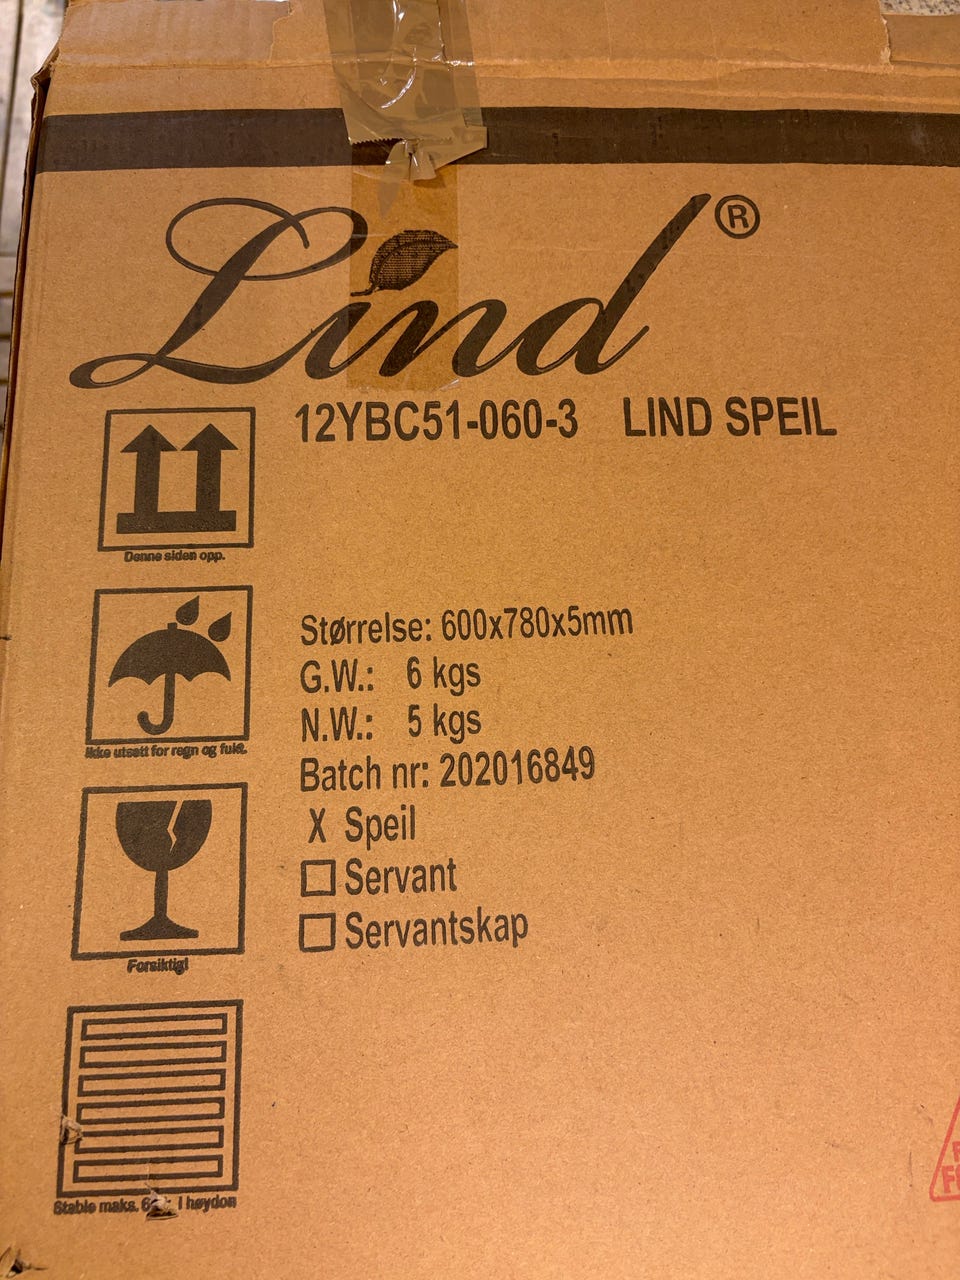 Lind®
12YBC51-060-3 LIND SPEIL
Denne siden opp.
Størrelse: 600x780x5mm
G.W.: 6 kgs
N.W.: 5 kgs
Ikke utsett for regn og fukt.
Batch nr: 202016849
X Speil
Servant
Servantskap
Forsiktig!
Stable maks. 6 I høyden